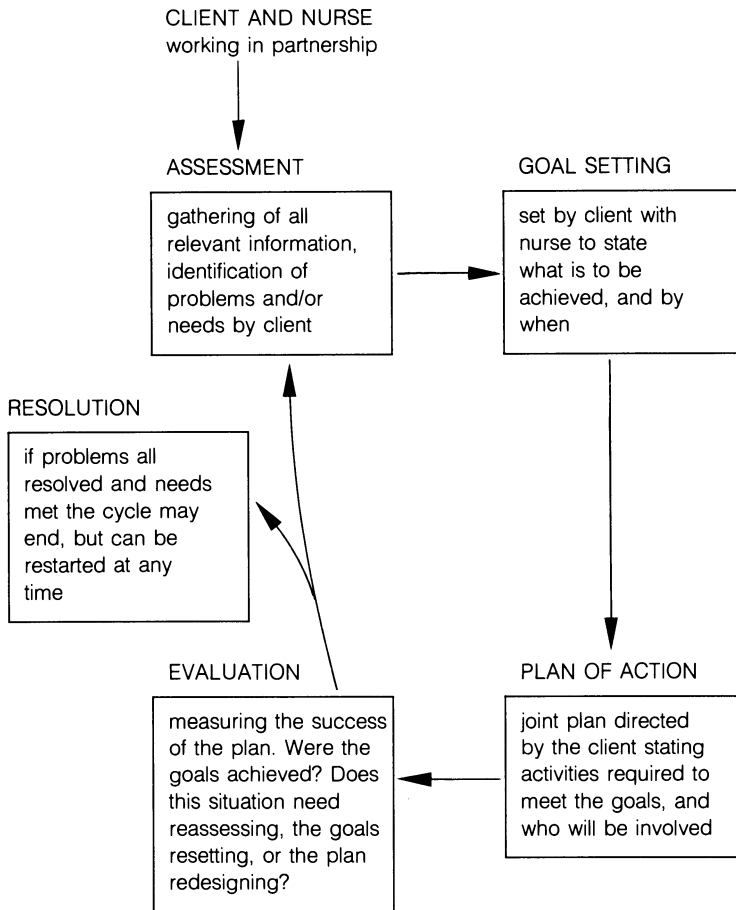 CLIENT AND NURSE
working in partnership
ASSESSMENT
gathering of all
relevant information,
identification of
problems and/or
needs by client
GOAL SETTING
set by client with
nurse to state
what is to be
achieved, and by
when
RESOLUTION
if problems all
resolved and needs
met the cycle may
end, but can be
restarted at any
time
EVALUATION
measuring the success
of the plan. Were the
goals achieved? Does
this situation need
reassessing, the goals
resetting, or the plan
redesigning?
PLAN OF ACTION
joint plan directed
by the client stating
activities required to
meet the goals, and
who will be involved